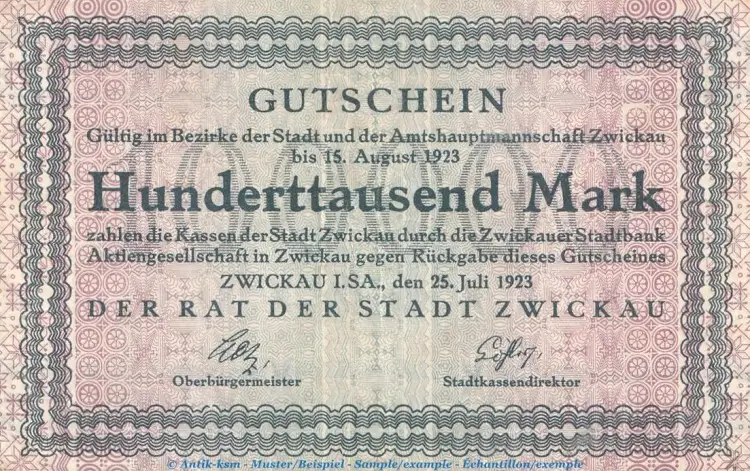 GUTSCHEIN
Gültig im Bezirke der Stadt und der Amtshauptmannschaft Zwickau
bis 15. August 1923
100000
Hunderttausend Mark
zahlen die Kassen der Stadt Zwickau durch die Zwickauer Stadtbank
Aktiengesellschaft in Zwickau gegen Rückgabe dieses Gutscheines
ZWICKAU I.SA., den 25. Juli 1923
DER RAT DER STADT ZWICKAU
Oberbürgermeister Stadtkassendirektor
© Antik-ksm - Muster/Beispiel - Sample/example - Echantillon/exemple